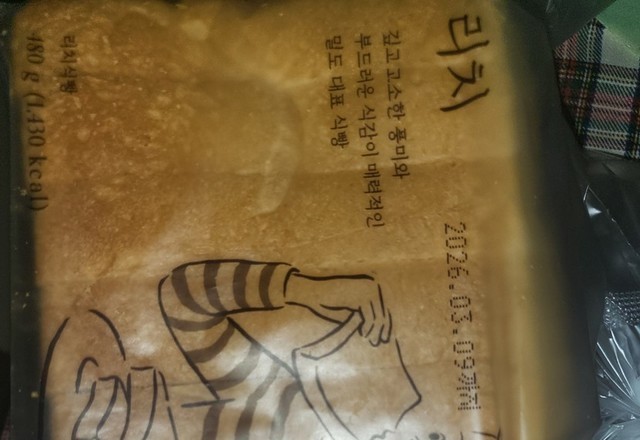 리치
깊고 고소한 풍미와
부드러운 식감이 매력적인
밀도 대표 식빵
2026.03.09까지
리치식빵
480 g (1,430 kcal)